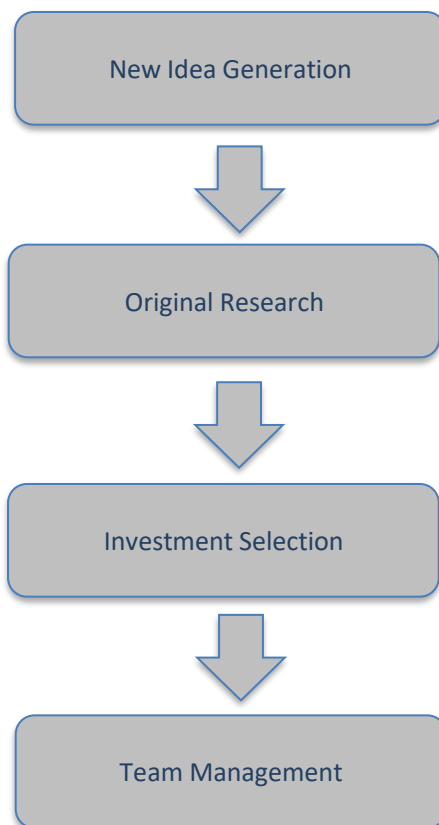 New Idea Generation
Original Research
Investment Selection
Team Management